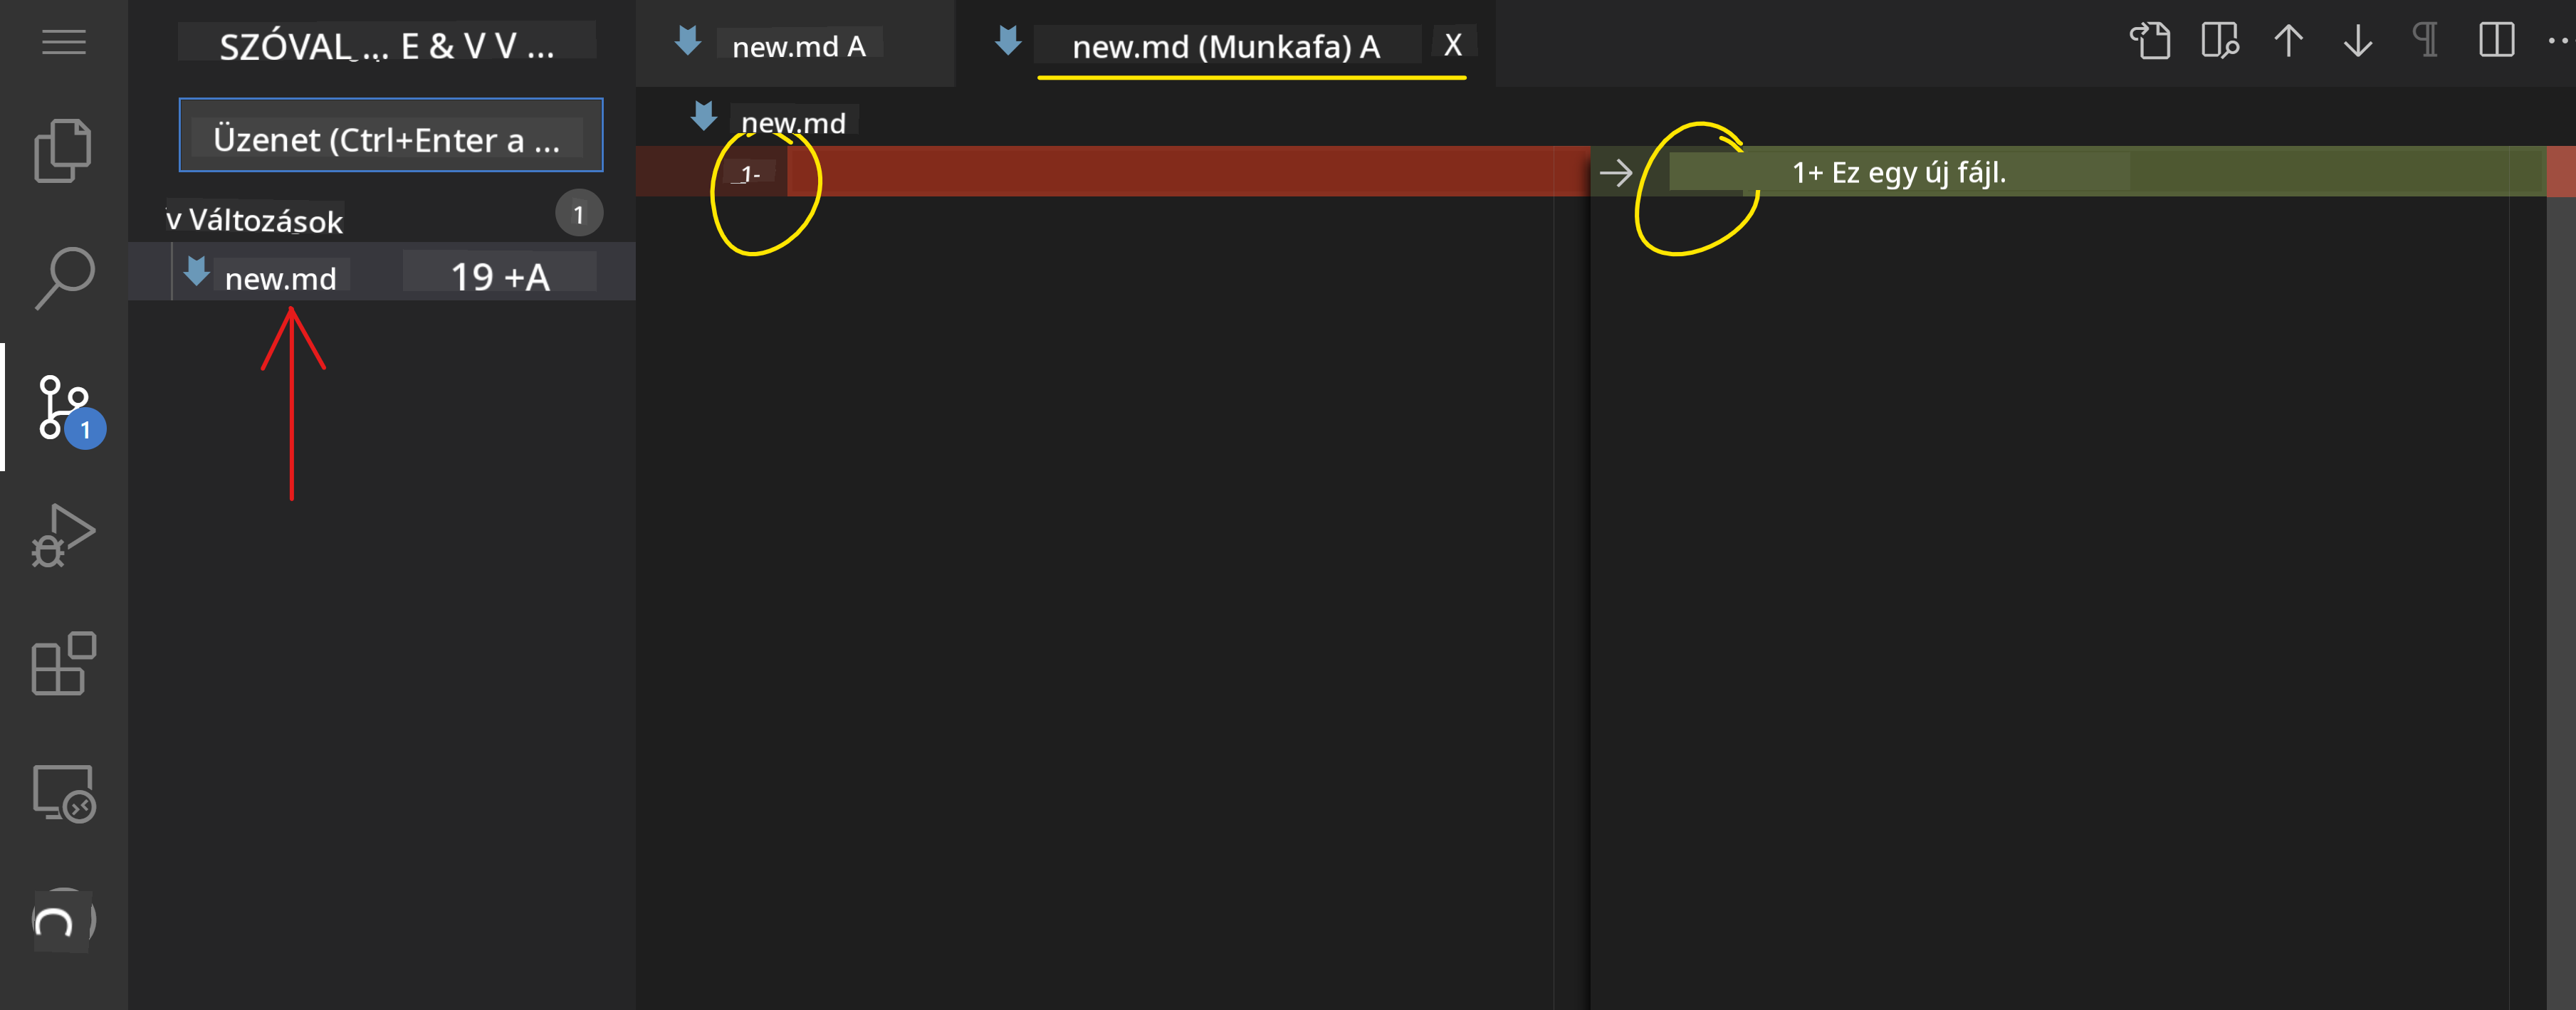 SZÓVAL ... E & V V ...
Üzenet (Ctrl+Enter a ...
v Változások 1
new.md 19 +A
1
new.md A
new.md (Munkafa) A X
new.md
1-
1+ Ez egy új fájl.